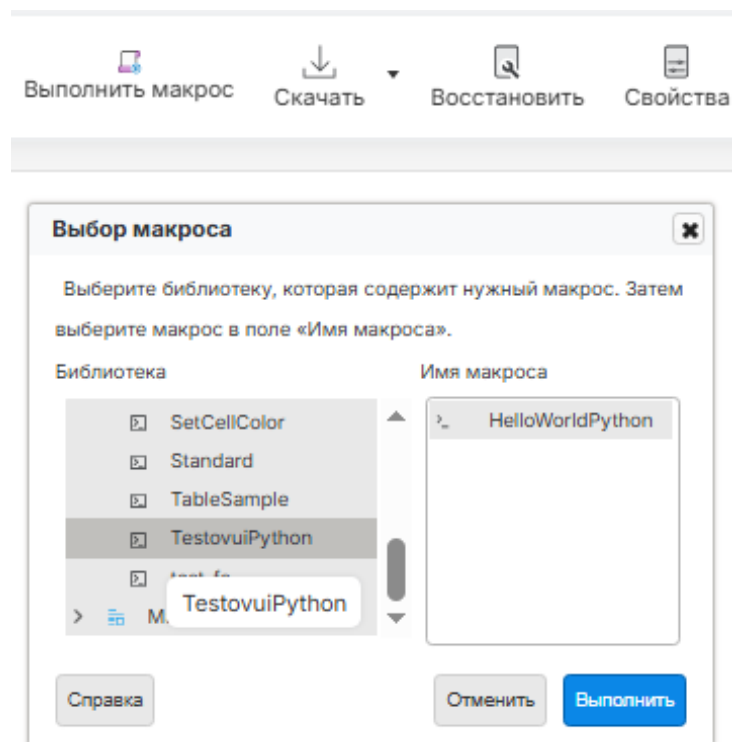 Выполнить макрос Скачать Восстановить Свойства
Выбор макроса
Выберите библиотеку, которая содержит нужный макрос. Затем
выберите макрос в поле «Имя макроса».
Библиотека Имя макроса
SetCellColor HelloWorldPython
Standard
TableSample
TestovuiPython
TestovuiPython
Справка Отменить Выполнить